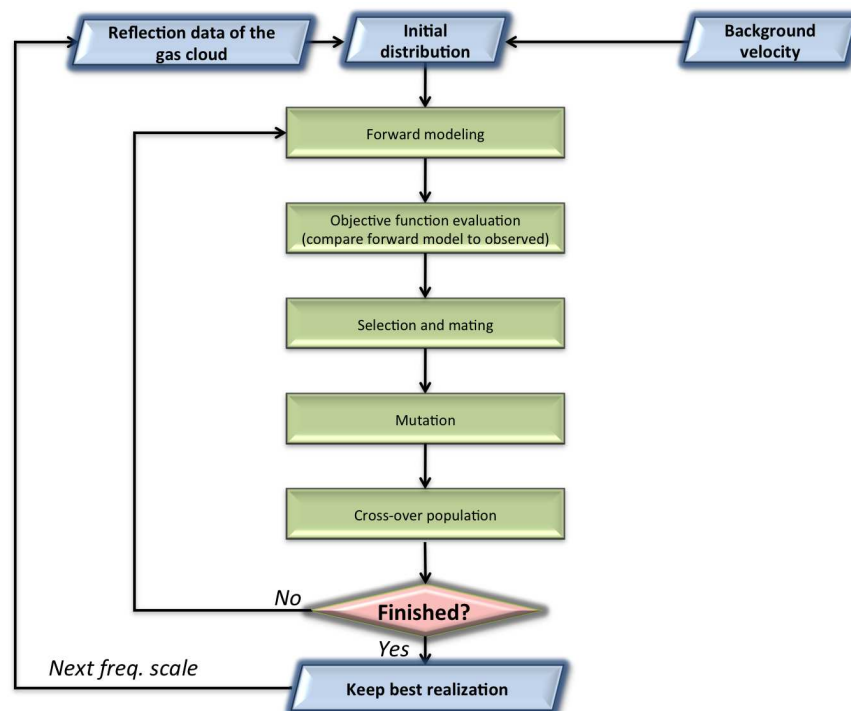 Reflection data of the
gas cloud
Initial
distribution
Background
velocity
Forward modeling
Objective function evaluation
(compare forward model to observed)
Selection and mating
Mutation
Cross-over population
No
Finished?
Yes
Next freq. scale
Keep best realization